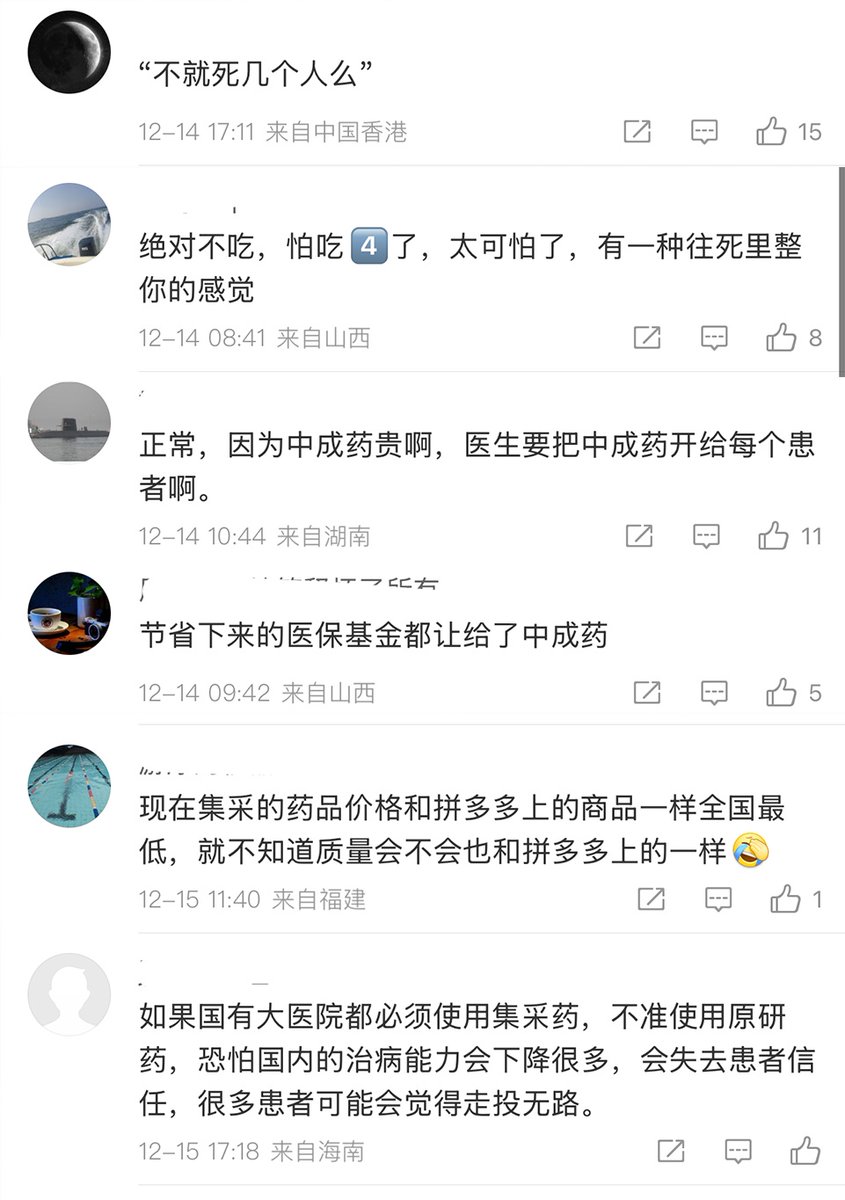 “不就死几个人么”
12-14 17:11 来自中国香港
15
绝对不吃，怕吃4️⃣了，太可怕了，有一种往死里整
你的感觉
12-14 08:41 来自山西
8
正常，因为中成药贵啊，医生要把中成药开给每个患
者啊。
12-14 10:44 来自湖南
11
节省下来的医保基金都让给了中成药
12-14 09:42 来自山西
5
现在集采的药品价格和拼多多上的商品一样全国最
低，就不知道质量会不会也和拼多多上的一样🤣
12-15 11:40 来自福建
1
如果国有大医院都必须使用集采药，不准使用原研
药，恐怕国内的治病能力会下降很多，会失去患者信
任，很多患者可能会觉得走投无路。
12-15 17:18 来自海南